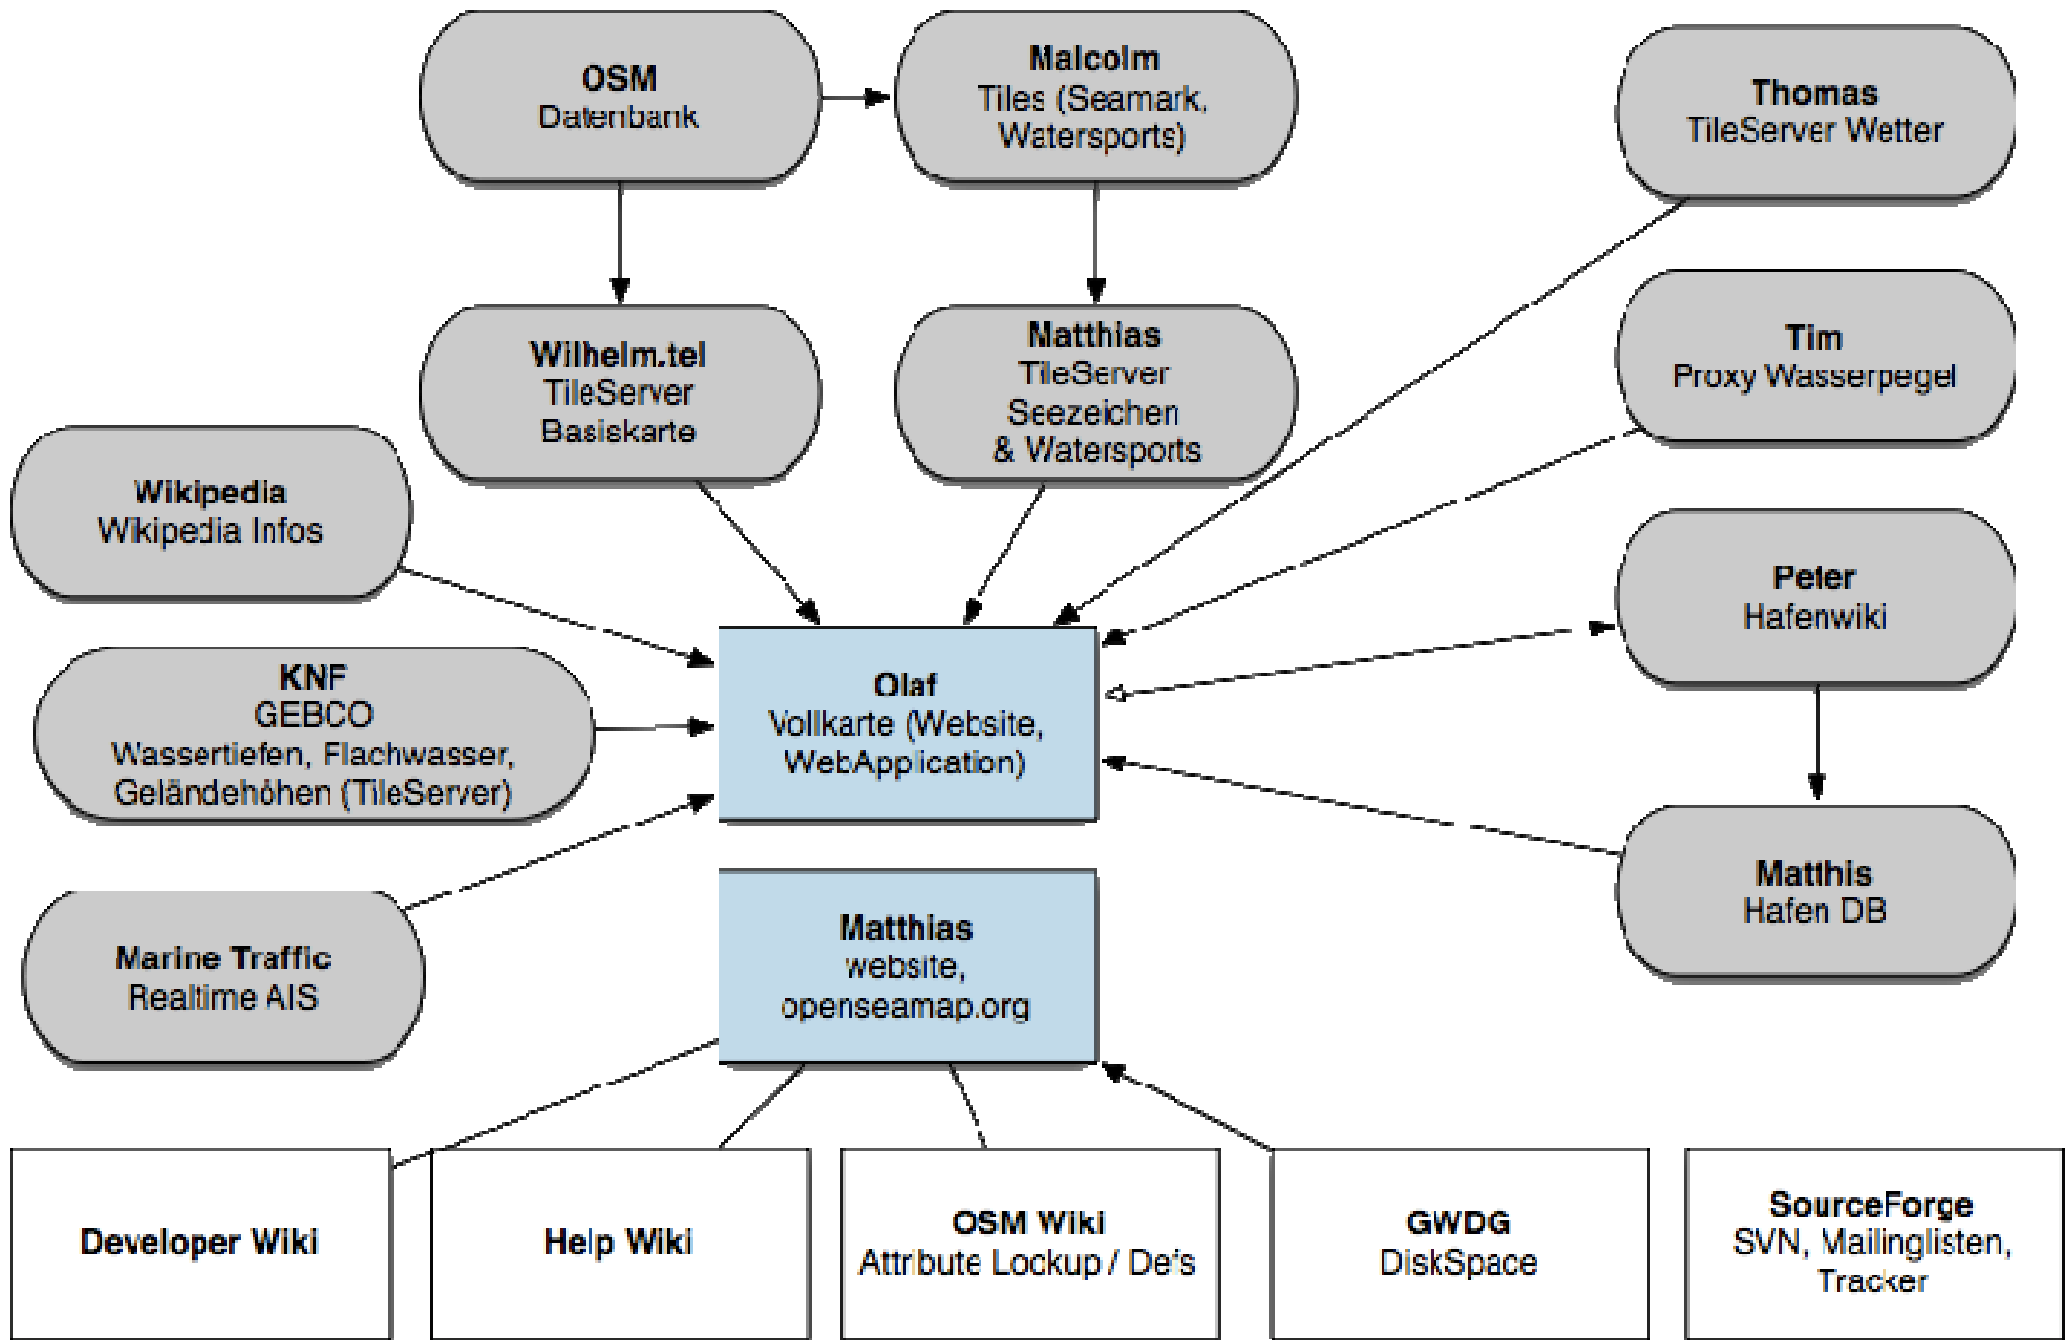 OSM
Datenbank
Malcolm
Tiles (Seamark,
Watersports)
Thomas
TileServer Wetter
Wilhelm.tel
TileServer
Basiskarte
Matthias
TileServer
Seezeichen
& Watersports
Tim
Proxy Wasserpegel
Wikipedia
Wikipedia Infos
Peter
Hafenwiki
KNF
GEBCO
Wassertiefen, Flachwasser,
Geländehöhen (TileServer)
Olaf
Vollkarte (Website,
WebApplication)
Matthis
Hafen DB
Marine Traffic
Realtime AIS
Matthias
website,
openseamap.org
Developer Wiki
Help Wiki
OSM Wiki
Attribute Lockup / Defs
GWDG
DiskSpace
SourceForge
SVN, Mailinglisten,
Tracker